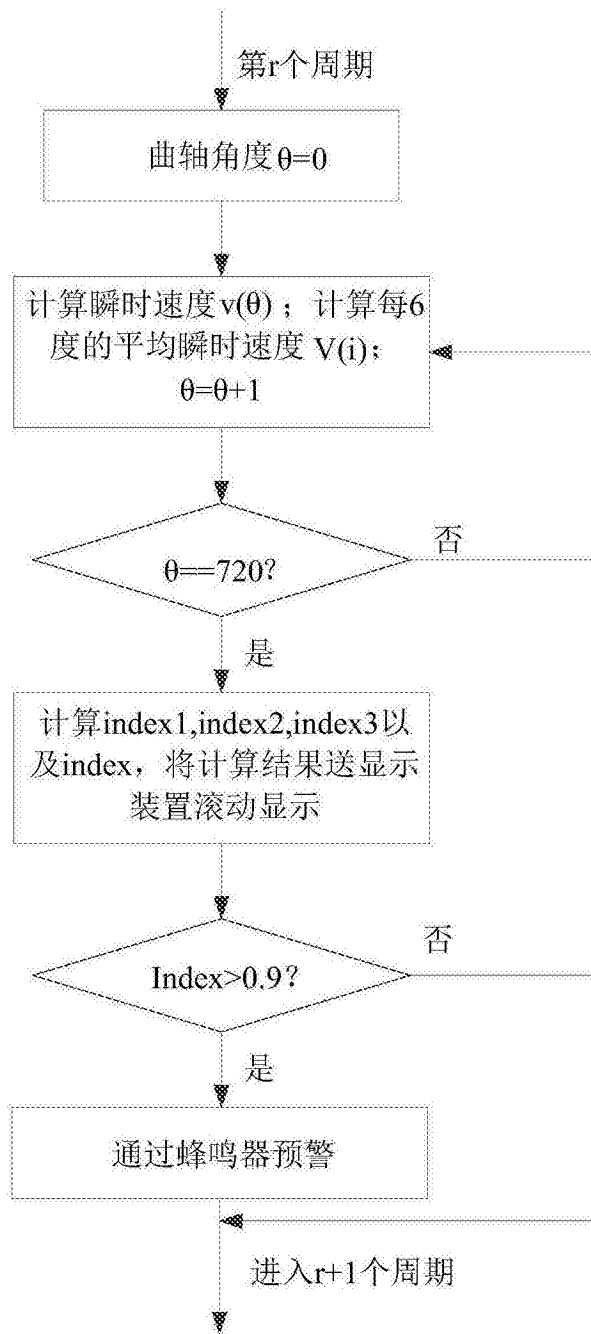 第r个周期
曲轴角度θ=0
计算瞬时速度v(θ)；计算每6
度的平均瞬时速度 V(i);
θ=θ+1
θ==720?
否
是
计算index1,index2,index3以
及index，将计算结果送显示
装置滚动显示
Index>0.9?
否
是
通过蜂鸣器预警
进入r+1个周期